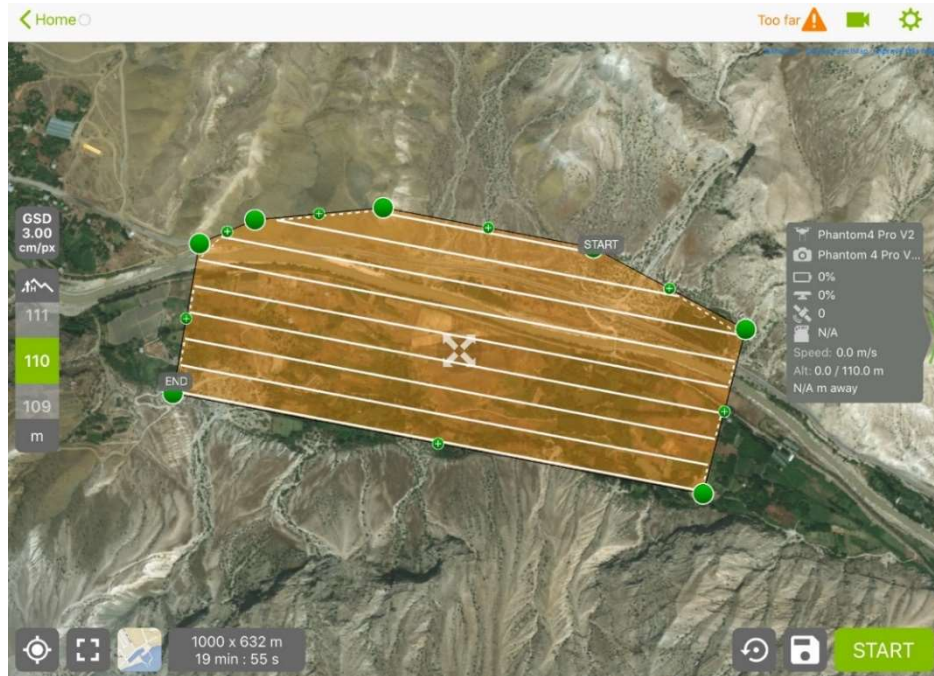 Home
Too far
GSD
3.00
cm/px
111
110
109
m
START
END
Phantom4 Pro V2
Phantom 4 Pro V...
0%
0%
0
N/A
Speed: 0.0 m/s
Alt: 0.0 / 110.0 m
N/A m away
1000 x 632 m
19 min : 55 s
START